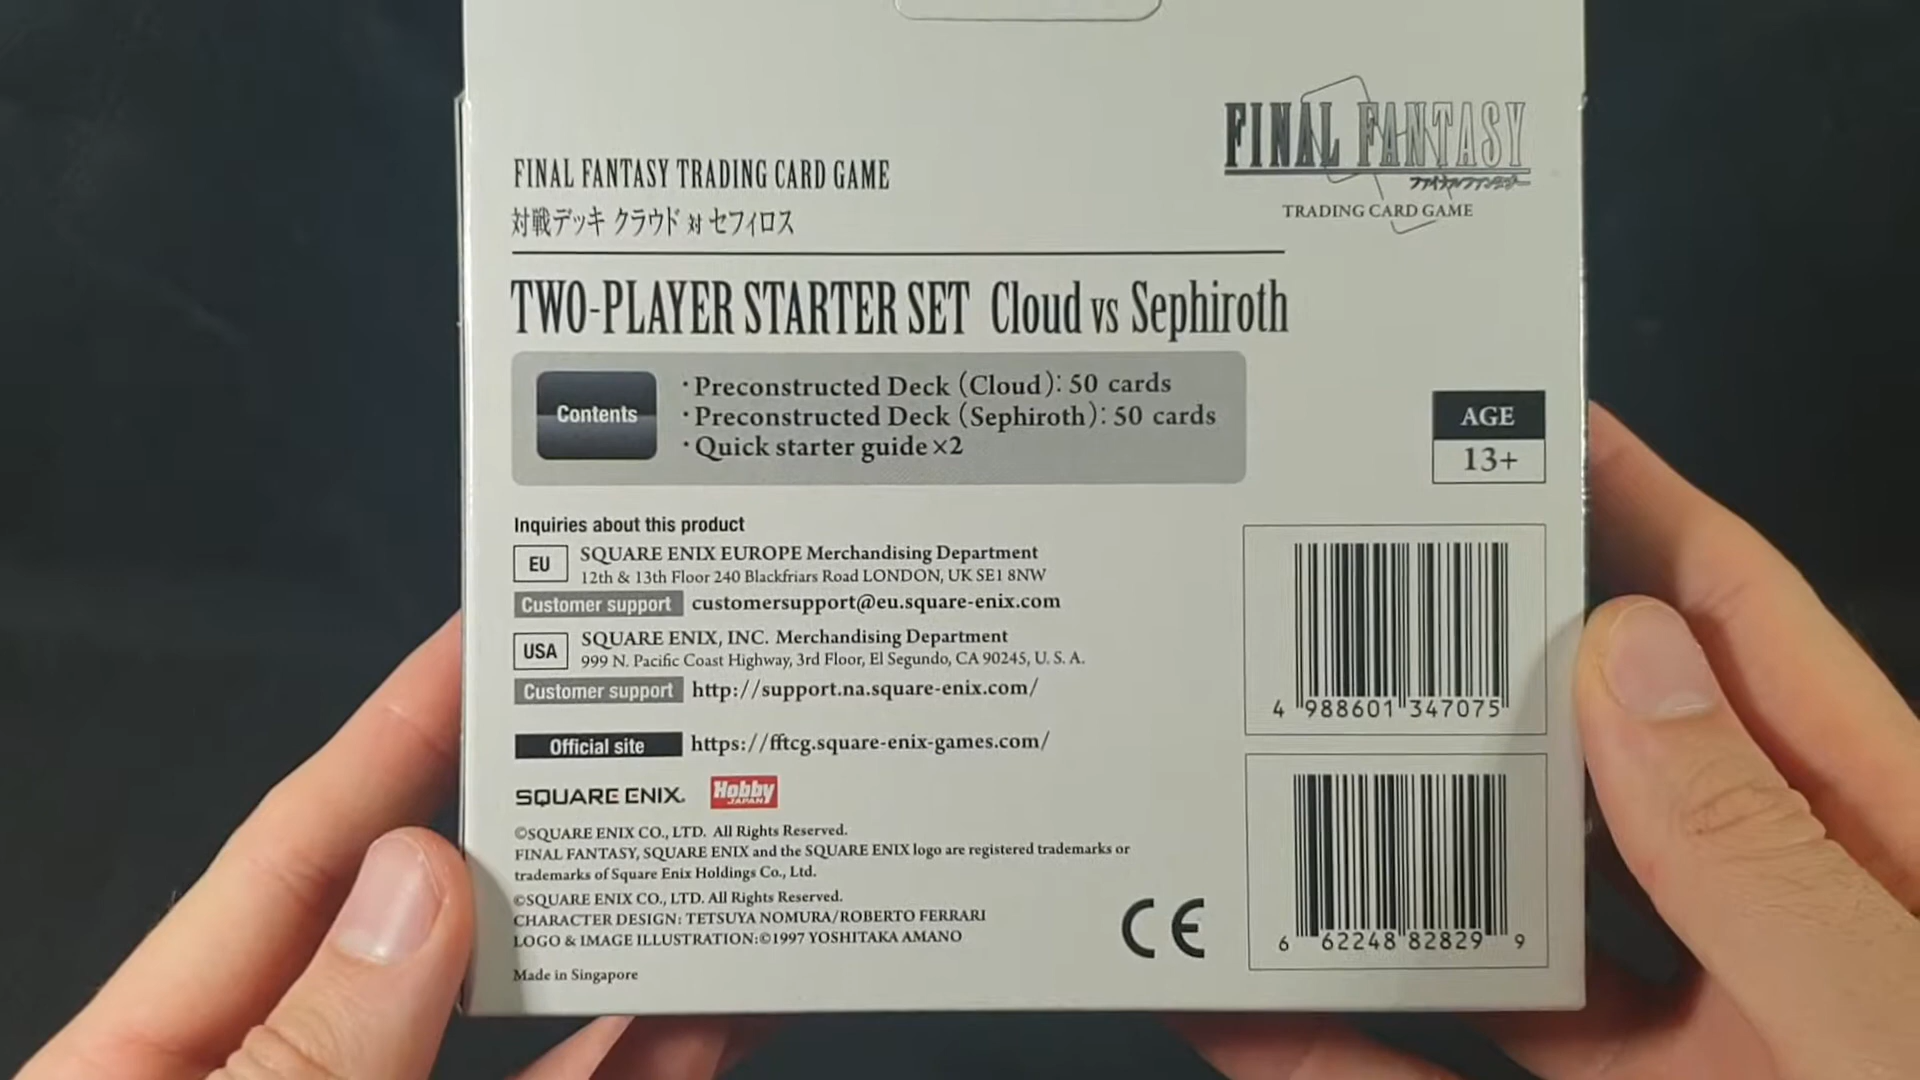 FINAL FANTASY
ファイナルファンタジー
TRADING CARD GAME
FINAL FANTASY TRADING CARD GAME
対戦デッキ クラウド 対 セフィロス
TWO-PLAYER STARTER SET Cloud vs Sephiroth
Contents
・Preconstructed Deck (Cloud): 50 cards
・Preconstructed Deck (Sephiroth): 50 cards
・Quick starter guide×2
AGE
13+
Inquiries about this product
EU SQUARE ENIX EUROPE Merchandising Department
12th & 13th Floor 240 Blackfriars Road LONDON, UK SE1 8NW
Customer support customersupport@eu.square-enix.com
USA SQUARE ENIX, INC. Merchandising Department
999 N. Pacific Coast Highway, 3rd Floor, El Segundo, CA 90245, U. S. A.
Customer support http://support.na.square-enix.com/
Official site https://fftcg.square-enix-games.com/
SQUARE ENIX. Hobby JAPAN
©SQUARE ENIX CO., LTD. All Rights Reserved.
FINAL FANTASY, SQUARE ENIX and the SQUARE ENIX logo are registered trademarks or
trademarks of Square Enix Holdings Co., Ltd.
©SQUARE ENIX CO., LTD. All Rights Reserved.
CHARACTER DESIGN: TETSUYA NOMURA/ROBERTO FERRARI
LOGO & IMAGE ILLUSTRATION:©1997 YOSHITAKA AMANO
Made in Singapore
CE
4 988601 347075
6 62248 82829 9